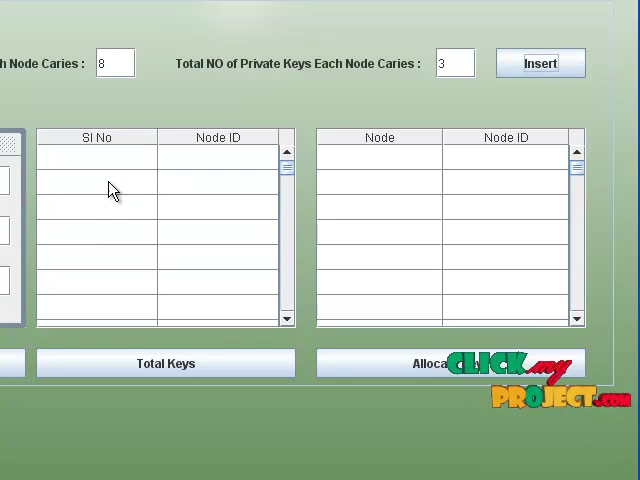 h Node Caries : 8 Total NO of Private Keys Each Node Caries : 3 Insert
Sl No Node ID Node Node ID
Total Keys
CLICK my
PROJECT.COM